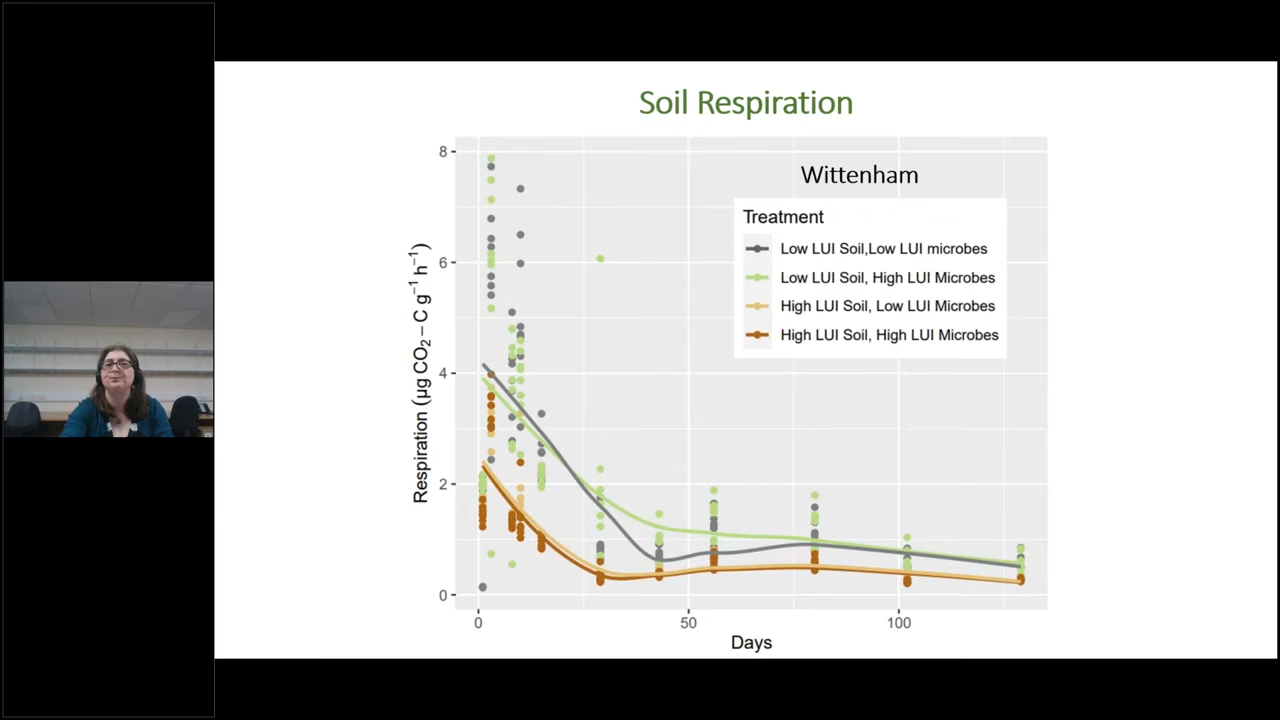 Soil Respiration
Wittenham
Treatment
Low LUI Soil,Low LUI microbes
Low LUI Soil, High LUI Microbes
High LUI Soil, Low LUI Microbes
High LUI Soil, High LUI Microbes
Respiration (µg CO₂ – C g⁻¹ h⁻¹)
8
6
4
2
0
0 50 100
Days